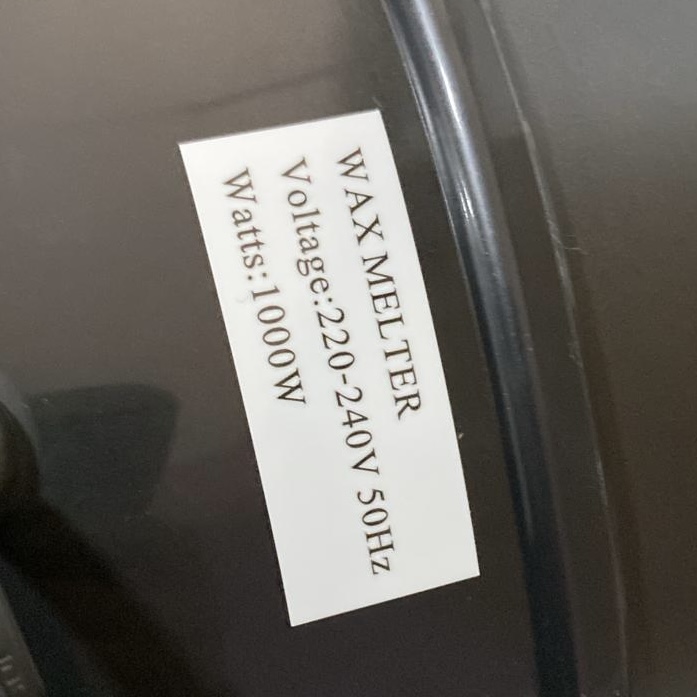 WAX MELTER
Voltage:220-240V 50Hz
Watts:1000W